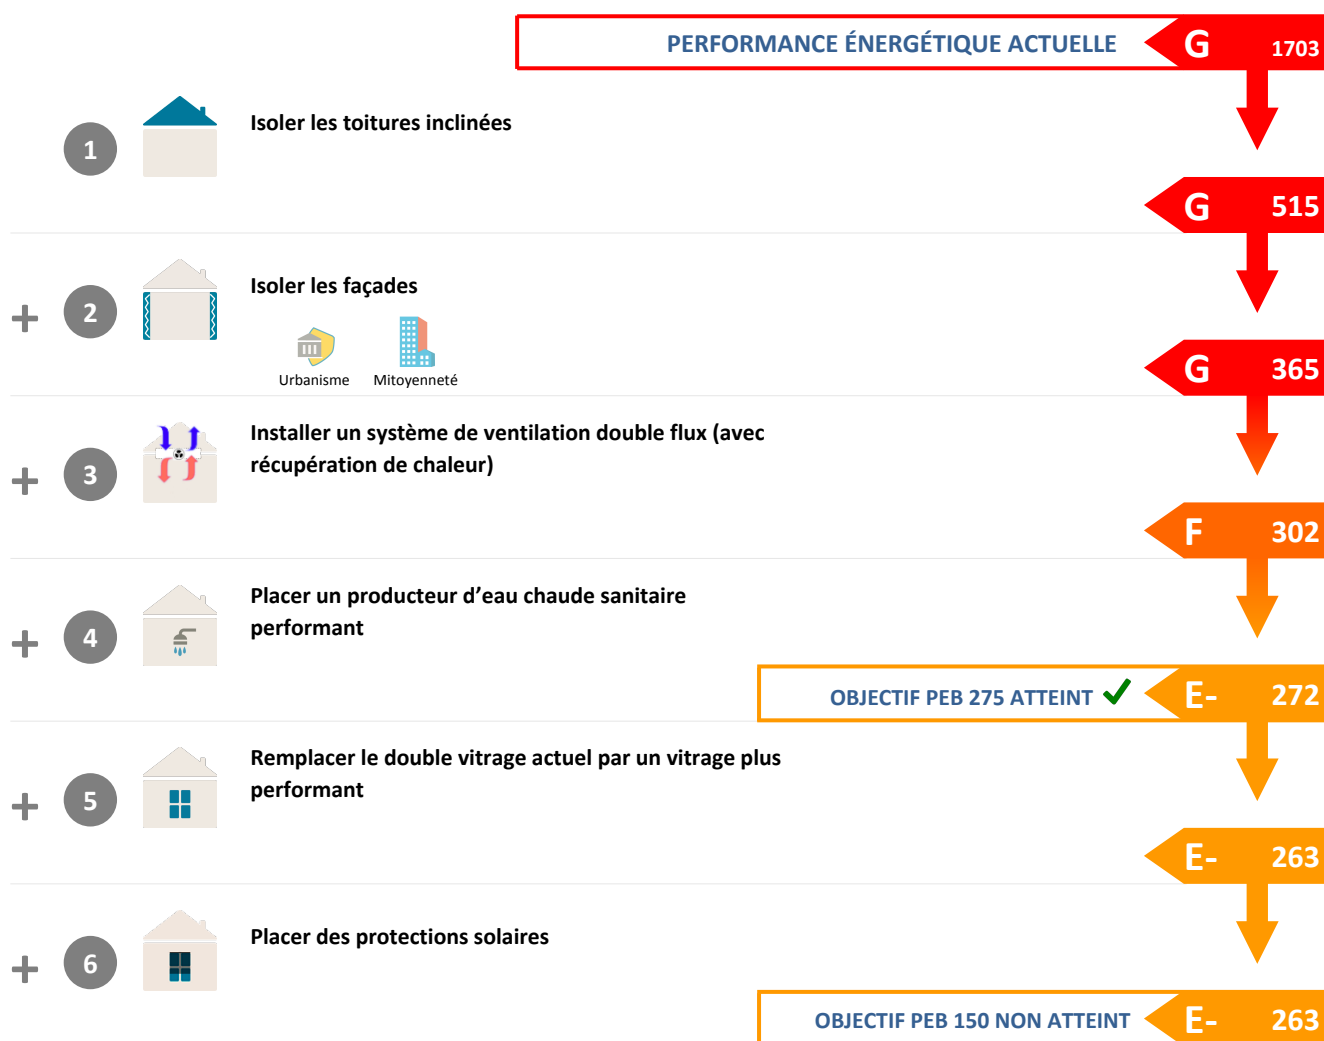 PERFORMANCE ÉNERGÉTIQUE ACTUELLE G 1703
1 Isoler les toitures inclinées
G 515
+ 2 Isoler les façades
Urbanisme Mitoyenneté
G 365
+ 3 Installer un système de ventilation double flux (avec
récupération de chaleur)
F 302
+ 4 Placer un producteur d’eau chaude sanitaire
performant
OBJECTIF PEB 275 ATTEINT E- 272
+ 5 Remplacer le double vitrage actuel par un vitrage plus
performant
E- 263
+ 6 Placer des protections solaires
OBJECTIF PEB 150 NON ATTEINT E- 263